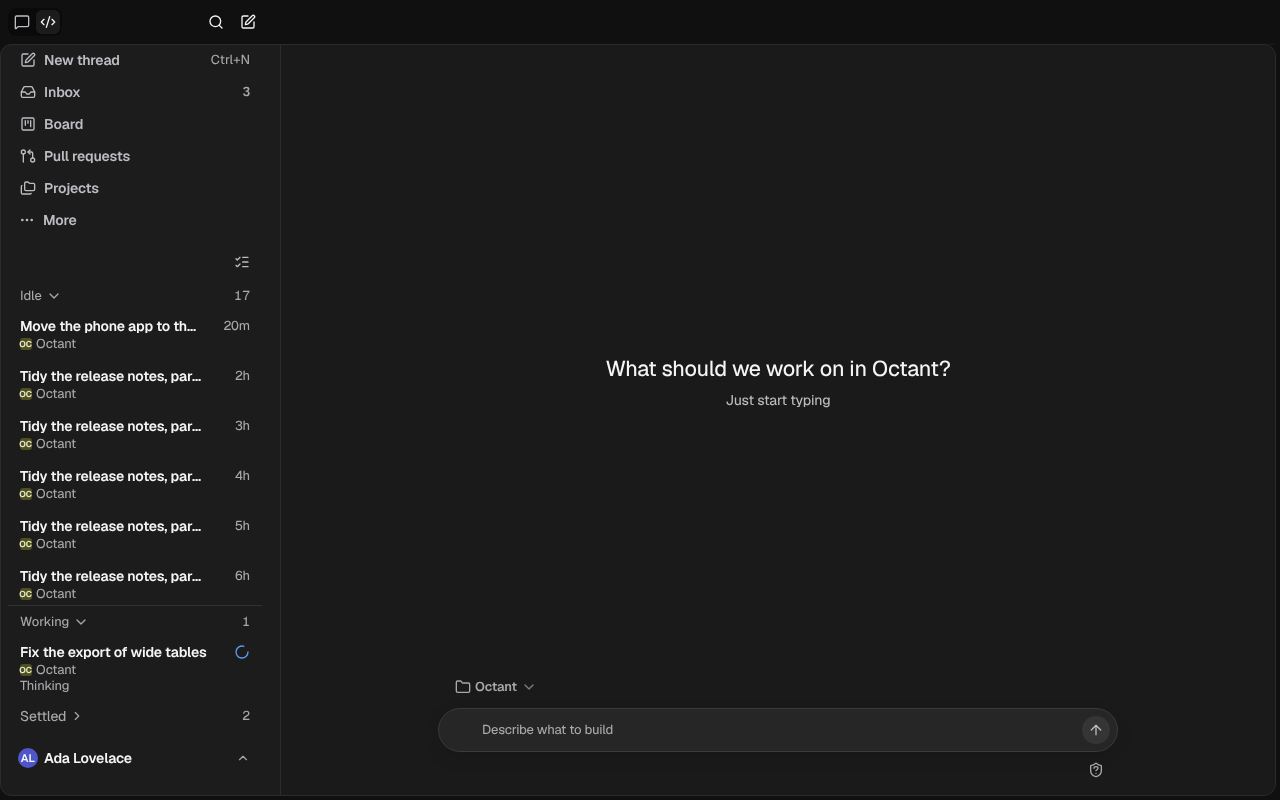 New thread Ctrl+N
Inbox 3
Board
Pull requests
Projects
More
Idle 17
Move the phone app to th... 20m
OC Octant
Tidy the release notes, par... 2h
OC Octant
Tidy the release notes, par... 3h
OC Octant
Tidy the release notes, par... 4h
OC Octant
Tidy the release notes, par... 5h
OC Octant
Tidy the release notes, par... 6h
OC Octant
Working 1
Fix the export of wide tables
OC Octant
Thinking
Settled 2
AL Ada Lovelace
What should we work on in Octant?
Just start typing
Octant
Describe what to build